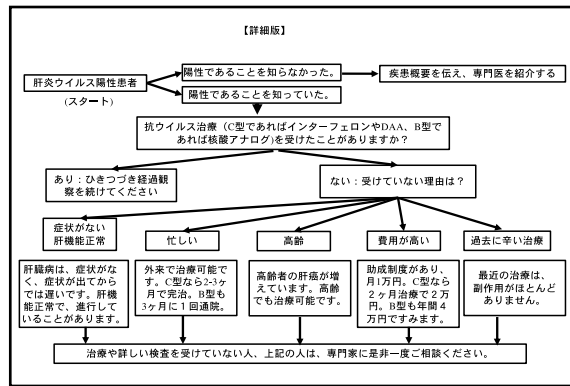 【詳細版】
陽性であることを知らなかった。
疾患概要を伝え、専門医を紹介する
肝炎ウイルス陽性患者
(スタート)
陽性であることを知っていた。
抗ウイルス治療（C型であればインターフェロンやDAA、B型で
あれば核酸アナログ)を受けたことがありますか？
あり：ひきつづき経過観
察を続けてください
ない：受けていない理由は？
症状がない
肝機能正常
忙しい
高齢
費用が高い
過去に辛い治療
肝臓病は、症状がな
く、症状が出てから
では遅いです。肝機
能正常で、進行して
いることがあります。
外来で治療可能で
す。C型なら2-3ヶ
月で完治。B型も
3ヶ月に１回通院。
高齢者の肝癌が増
えています。高齢
でも治療可能です。
助成制度があり、
月1万円。C型な
ら２ヶ月治療で２万
円。B型も年間４
万円ですみます。
最近の治療は、
副作用がほとんど
ありません。
治療や詳しい検査を受けていない人、上記の人は、専門家に是非一度ご相談ください。